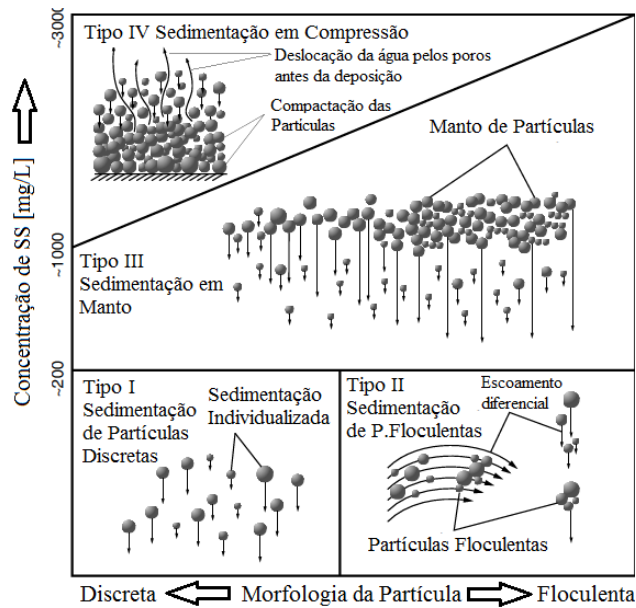 ~3000
Tipo IV Sedimentação em Compressão
Deslocação da água pelos poros
antes da deposição
Compactação das
Particulas
Manto de Partículas
Concentração de SS [mg/L]
~1000
Tipo III
Sedimentação em
Manto
~200
Tipo I
Sedimentação
de Partículas
Discretas
Sedimentação
Individualizada
Tipo II
Sedimentação
de P.Floculentas
Escoamento
diferencial
Partículas Floculentas
Discreta
Morfologia da Partícula
Floculenta